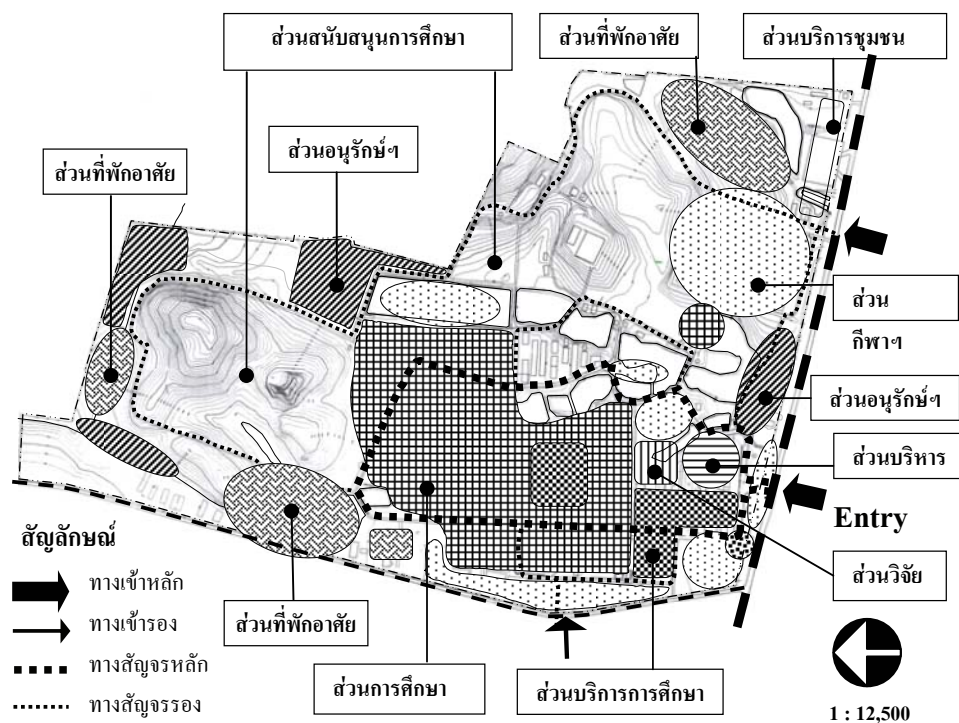 ส่วนสนับสนุนการศึกษา
ส่วนที่พักอาศัย
ส่วนบริการชุมชน
ส่วนอนุรักษ์ฯ
ส่วนที่พักอาศัย
ส่วน
กีฬาฯ
ส่วนอนุรักษ์ฯ
ส่วนบริหาร
Entry
ส่วนวิจัย
สัญลักษณ์
ทางเข้าหลัก
ทางเข้ารอง
ทางสัญจรหลัก
ทางสัญจรรอง
ส่วนที่พักอาศัย
ส่วนการศึกษา
ส่วนบริการการศึกษา
1 : 12,500